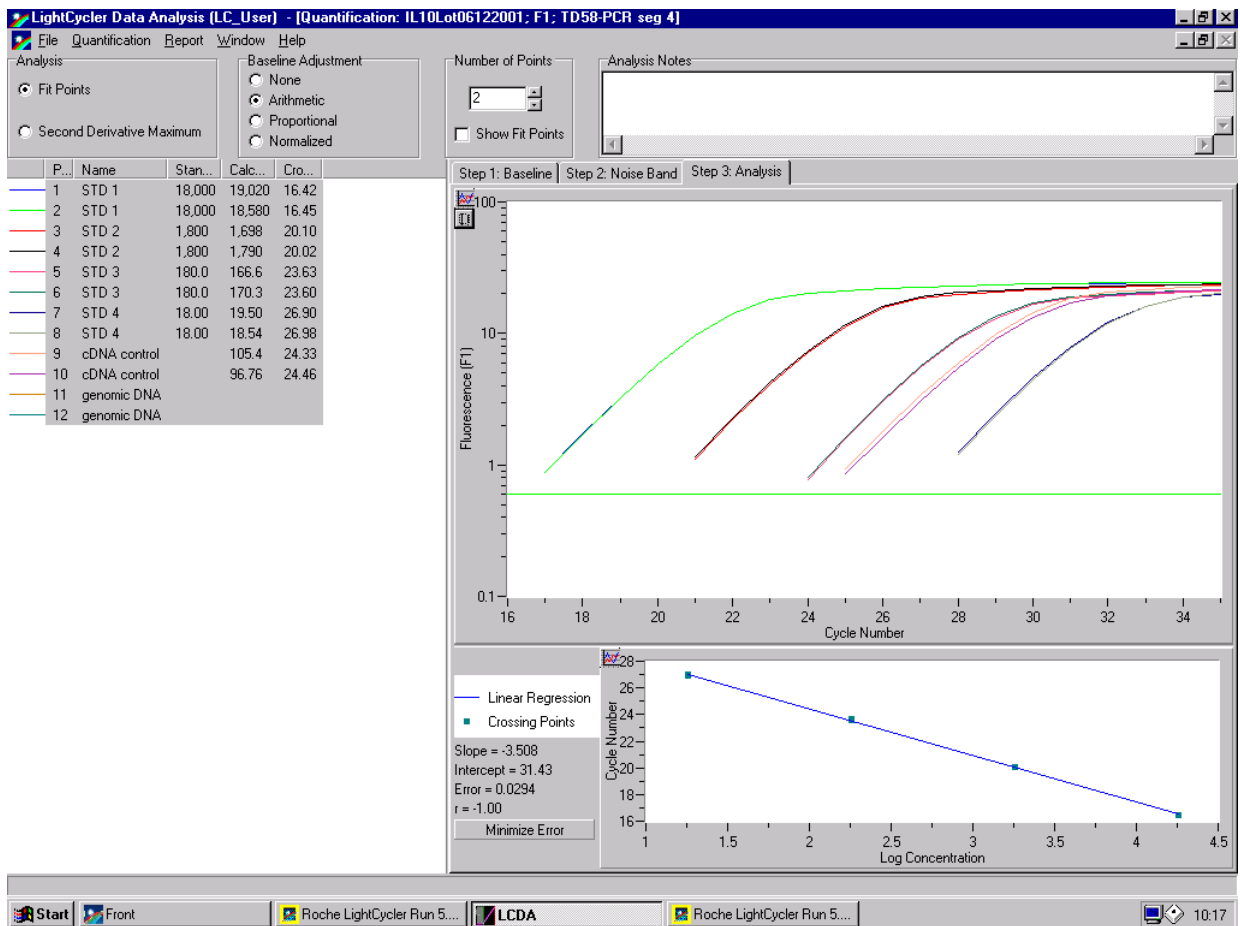 LightCycler Data Analysis (LC_User) - [Quantification: IL10Lot06122001; F1; TD58-PCR seg 4]
File Quantification Report Window Help
Analysis
Fit Points
Second Derivative Maximum
Baseline Adjustment
None
Arithmetic
Proportional
Normalized
Number of Points
2
Show Fit Points
Analysis Notes
P... Name Stan... Calc... Cro...
1 STD 1 18,000 19,020 16.42
2 STD 1 18,000 18,580 16.45
3 STD 2 1,800 1,698 20.10
4 STD 2 1,800 1,790 20.02
5 STD 3 180.0 166.6 23.63
6 STD 3 180.0 170.3 23.60
7 STD 4 18.00 19.50 26.90
8 STD 4 18.00 18.54 26.98
9 cDNA control 105.4 24.33
10 cDNA control 96.76 24.46
11 genomic DNA
12 genomic DNA
Step 1: Baseline Step 2: Noise Band Step 3: Analysis
100
10
1
0.1
Fluorescence (F1)
16 18 20 22 24 26 28 30 32 34
Cycle Number
Linear Regression
Crossing Points
Slope = -3.508
Intercept = 31.43
Error = 0.0294
r = -1.00
Minimize Error
28
26
24
22
20
18
16
Cycle Number
1 1.5 2 2.5 3 3.5 4 4.5
Log Concentration
Start Front Roche LightCycler Run 5.... LCDA Roche LightCycler Run 5.... 10:17